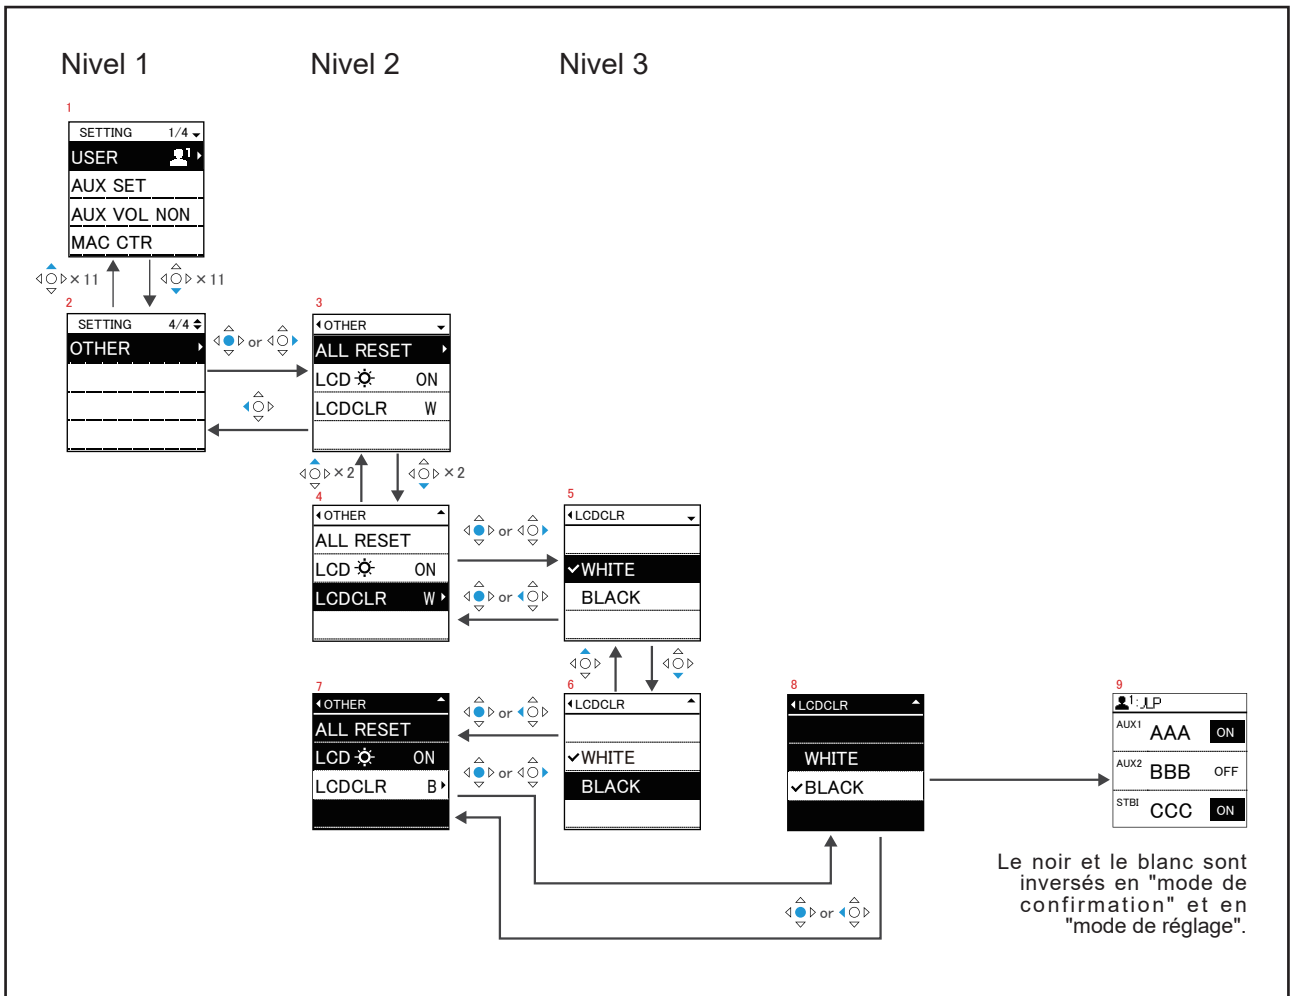 Nivel 1
Nivel 2
Nivel 3
1
SETTING 1/4
USER 1
AUX SET
AUX VOL NON
MAC CTR
×11
×11
2
SETTING 4/4
OTHER
or
3
OTHER
ALL RESET
LCD ON
LCDCLR W
×2
×2
4
OTHER
ALL RESET
LCD ON
LCDCLR W
or
or
5
LCDCLR
WHITE
BLACK
6
LCDCLR
WHITE
BLACK
7
OTHER
ALL RESET
LCD ON
LCDCLR B
or
or
8
LCDCLR
WHITE
BLACK
or
9
1:JLP
AUX1 AAA ON
AUX2 BBB OFF
STBI CCC ON
Le noir et le blanc sont
inversés en "mode de
confirmation" et en
"mode de réglage".